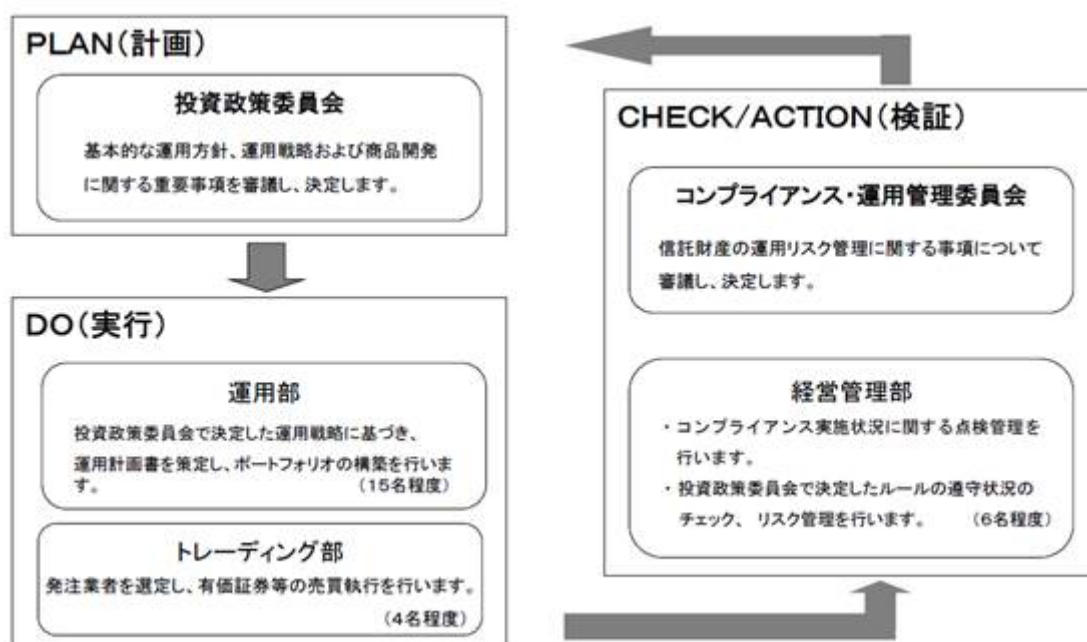 PLAN(計画)
投資政策委員会
基本的な運用方針、運用戦略および商品開発
に関する重要事項を審議し、決定します。
DO(実行)
運用部
投資政策委員会で決定した運用戦略に基づき、
運用計画書を策定し、ポートフォリオの構築を行いま
す。 (15名程度)
トレーディング部
発注業者を選定し、有価証券等の売買執行を行います。
(4名程度)
CHECK/ACTION(検証)
コンプライアンス・運用管理委員会
信託財産の運用リスク管理に関する事項について
審議し、決定します。
経営管理部
・コンプライアンス実施状況に関する点検管理を
行います。
・投資政策委員会で決定したルールの遵守状況の
チェック、リスク管理を行います。 (6名程度)